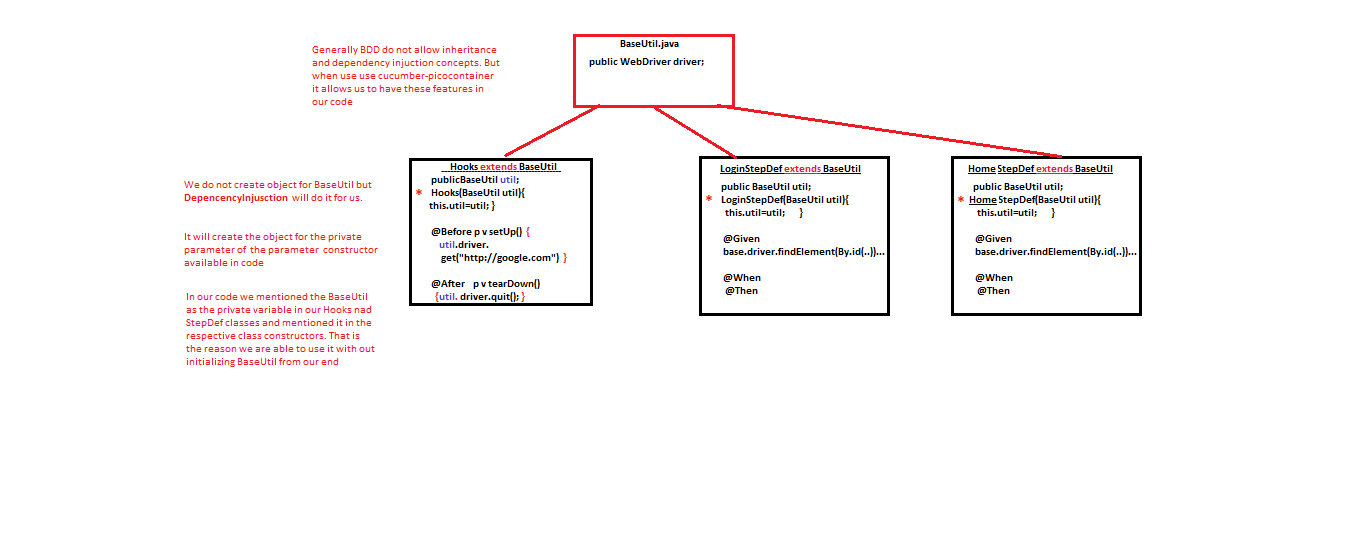 BaseUtil.java
public WebDriver driver;
Generally BDD do not allow inheritance
and dependency injuction concepts. But
when use use cucumber-picocontainer
it allows us to have these features in
our code
We do not create object for BaseUtil but
DepencencyInjusction will do it for us.
It will create the object for the private
parameter of the parameter constructor
available in code
In our code we mentioned the BaseUtil
as the private variable in our Hooks nad
StepDef classes and mentioned it in the
respective class constructors. That is
the reason we are able to use it with out
initializing BaseUtil from our end
Hooks extends BaseUtil
publicBaseUtil util;
* Hooks(BaseUtil util){
this.util=util; }
@Before p v setUp() {
util.driver.
get("http://google.com") }
@After p v tearDown()
{util. driver.quit(); }
LoginStepDef extends BaseUtil
public BaseUtil util;
* LoginStepDef(BaseUtil util){
this.util=util; }
@Given
base.driver.findElement(By.id(..))...
@When
@Then
Home StepDef extends BaseUtil
public BaseUtil util;
* Home StepDef(BaseUtil util){
this.util=util; }
@Given
base.driver.findElement(By.id(..))...
@When
@Then